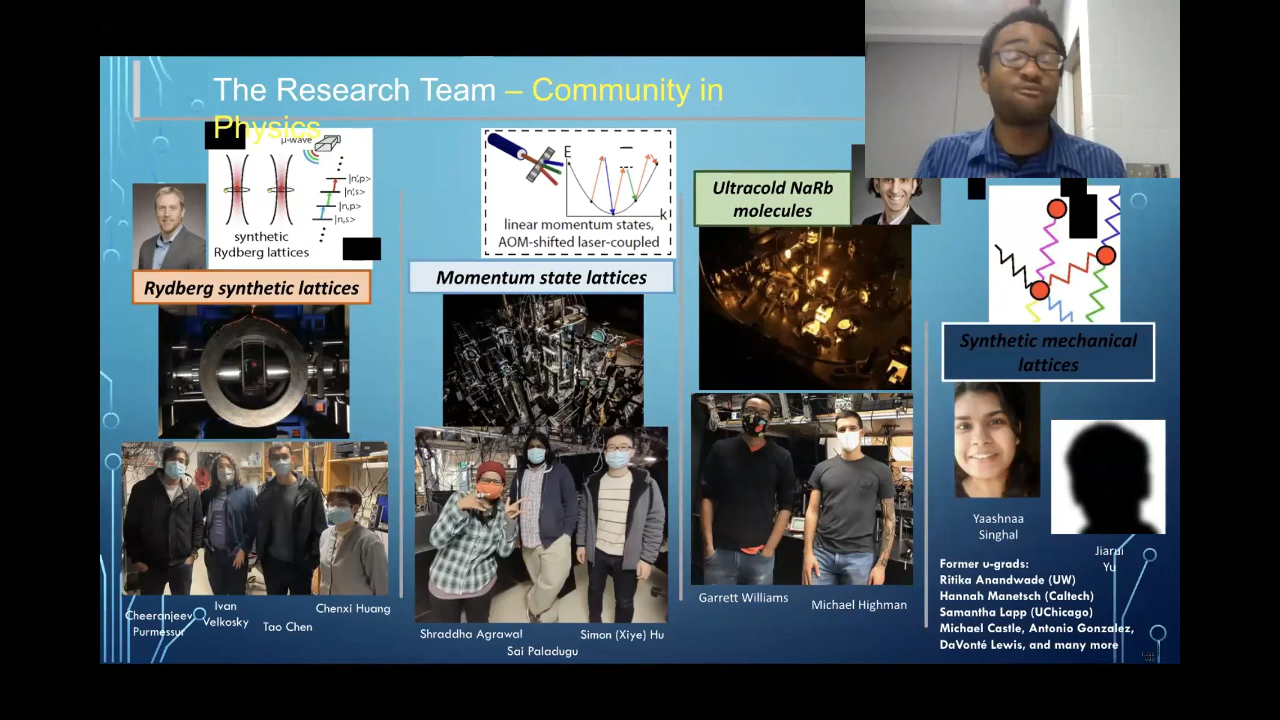 The Research Team – Community in
Physics
μ-wave
|n',p>
|n',s>
|n,p>
|n,s>
synthetic
Rydberg lattices
Rydberg synthetic lattices
E
k
linear momentum states,
AOM-shifted laser-coupled
Momentum state lattices
Ultracold NaRb
molecules
Synthetic mechanical
lattices
Cheeranjeev
Purmessur
Ivan
Velkosky
Tao Chen
Chenxi Huang
Shraddha Agrawal
Sai Paladugu
Simon (Xiye) Hu
Garrett Williams
Michael Highman
Yaashnaa
Singhal
Jiarui
Yu
Former u-grads:
Ritika Anandwade (UW)
Hannah Manetsch (Caltech)
Samantha Lapp (UChicago)
Michael Castle, Antonio Gonzalez,
DaVonté Lewis, and many more